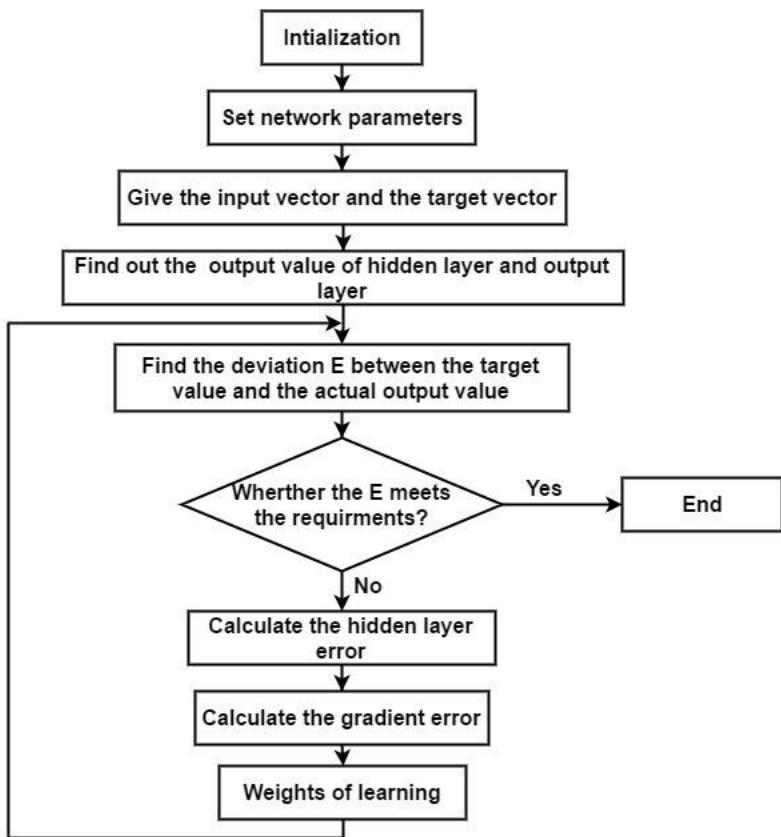 Intialization
Set network parameters
Give the input vector and the target vector
Find out the output value of hidden layer and output
layer
Find the deviation E between the target
value and the actual output value
Wherther the E meets
the requirments?
Yes
End
No
Calculate the hidden layer
error
Calculate the gradient error
Weights of learning